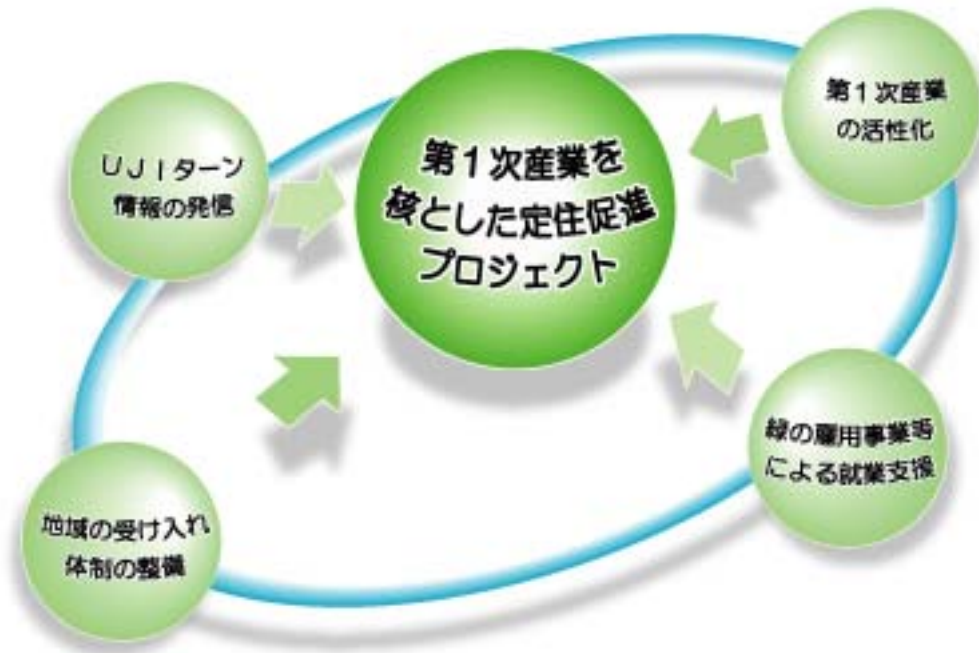 第１次産業を
核とした定住促進
プロジェクト
ＵＪＩターン
情報の発信
第１次産業
の活性化
地域の受け入れ
体制の整備
緑の雇用事業等
による就業支援